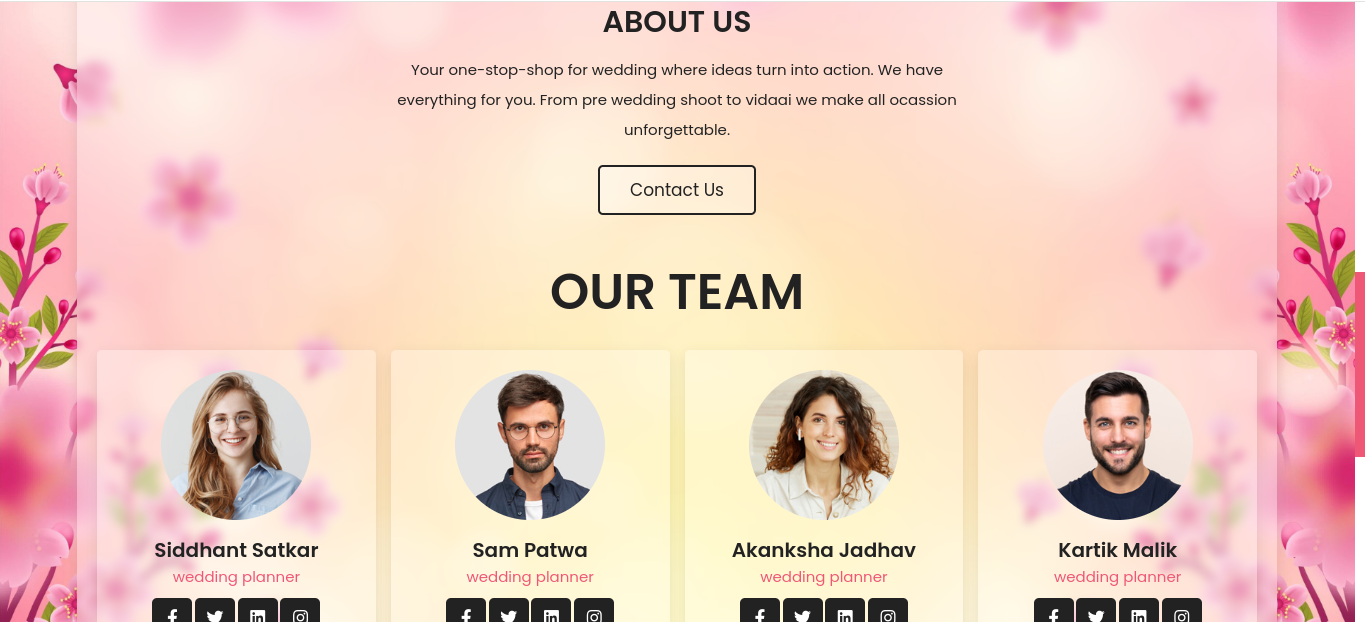 ABOUT US
Your one-stop-shop for wedding where ideas turn into action. We have
everything for you. From pre wedding shoot to vidaai we make all ocassion
unforgettable.
Contact Us
OUR TEAM
Siddhant Satkar
wedding planner
Sam Patwa
wedding planner
Akanksha Jadhav
wedding planner
Kartik Malik
wedding planner